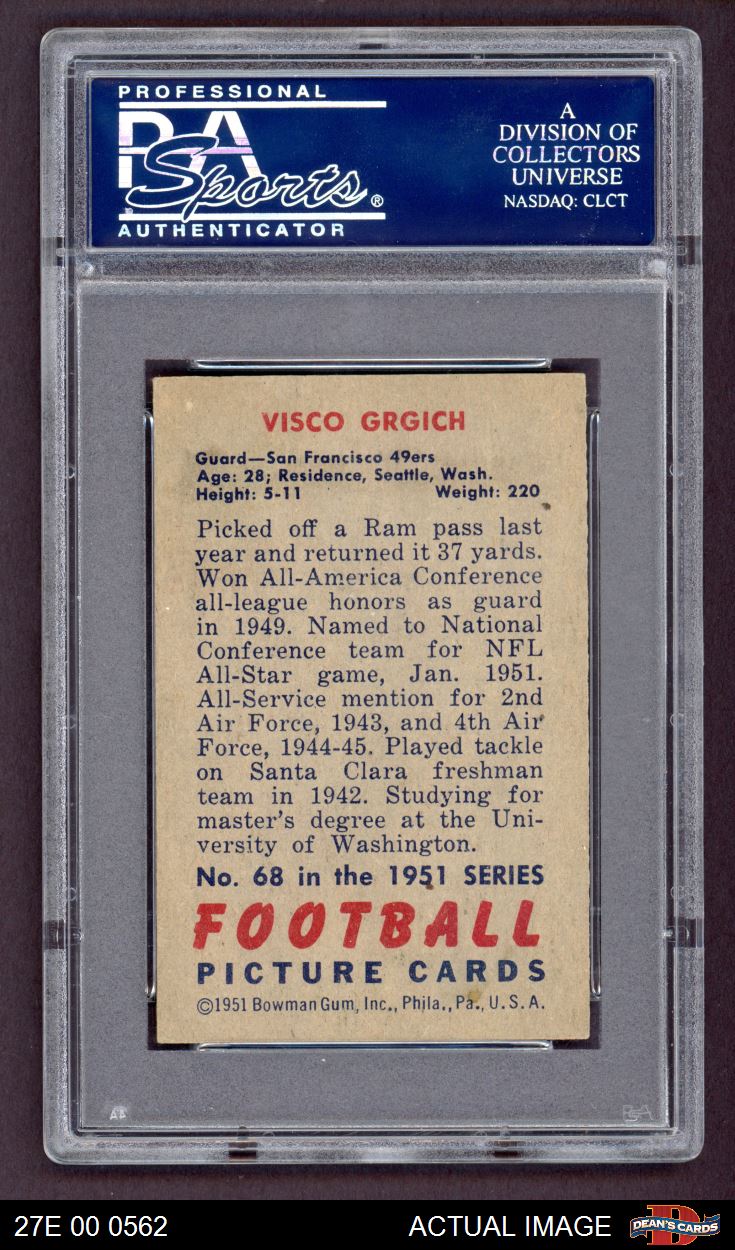 PROFESSIONAL
PSA
Sports®
AUTHENTICATOR
A
DIVISION OF
COLLECTORS
UNIVERSE
NASDAQ: CLCT
VISCO GRGICH
Guard—San Francisco 49ers
Age: 28; Residence, Seattle, Wash.
Height: 5-11 Weight: 220
Picked off a Ram pass last
year and returned it 37 yards.
Won All-America Conference
all-league honors as guard
in 1949. Named to National
Conference team for NFL
All-Star game, Jan. 1951.
All-Service mention for 2nd
Air Force, 1943, and 4th Air
Force, 1944-45. Played tackle
on Santa Clara freshman
team in 1942. Studying for
master's degree at the Uni-
versity of Washington.
No. 68 in the 1951 SERIES
FOOTBALL
PICTURE CARDS
©1951 Bowman Gum, Inc., Phila., Pa., U.S.A.
PSA
27E 00 0562
ACTUAL IMAGE
D
DEAN'S CARDS